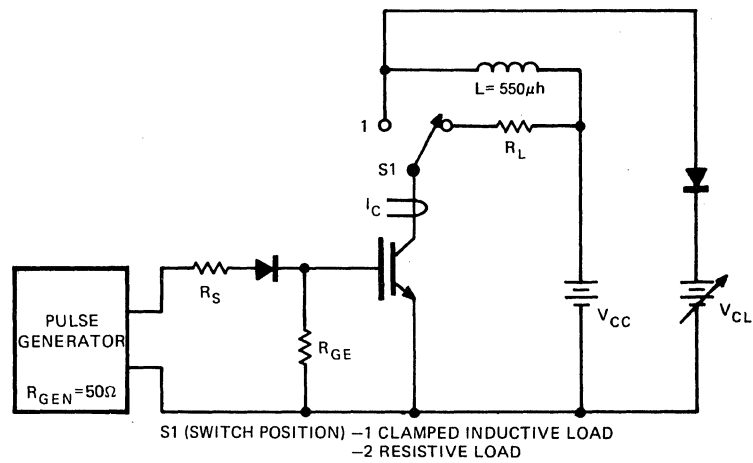 L= 550μh
1
R_L
S1
I_C
R_S
PULSE
GENERATOR
R_GEN =50Ω
R_GE
V_CC
V_CL
S1 (SWITCH POSITION) –1 CLAMPED INDUCTIVE LOAD
–2 RESISTIVE LOAD